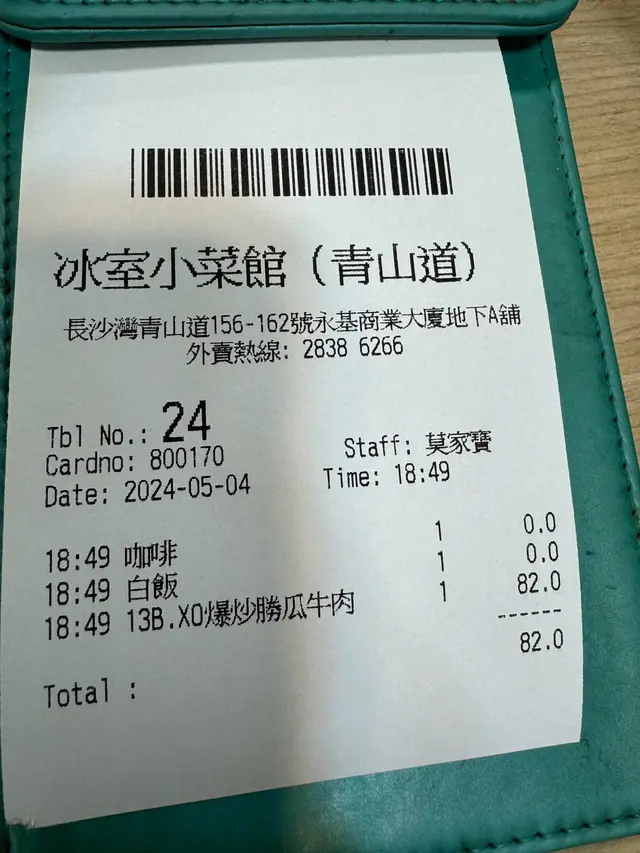 冰室小菜館（青山道）
長沙灣青山道156-162號永基商業大廈地下A舖
外賣熱線: 2838 6266
Tbl No.: 24
Cardno: 800170 Staff: 莫家寶
Date: 2024-05-04 Time: 18:49
18:49 咖啡 1 0.0
18:49 白飯 1 0.0
18:49 13B.XO爆炒勝瓜牛肉 1 82.0
------
Total : 82.0